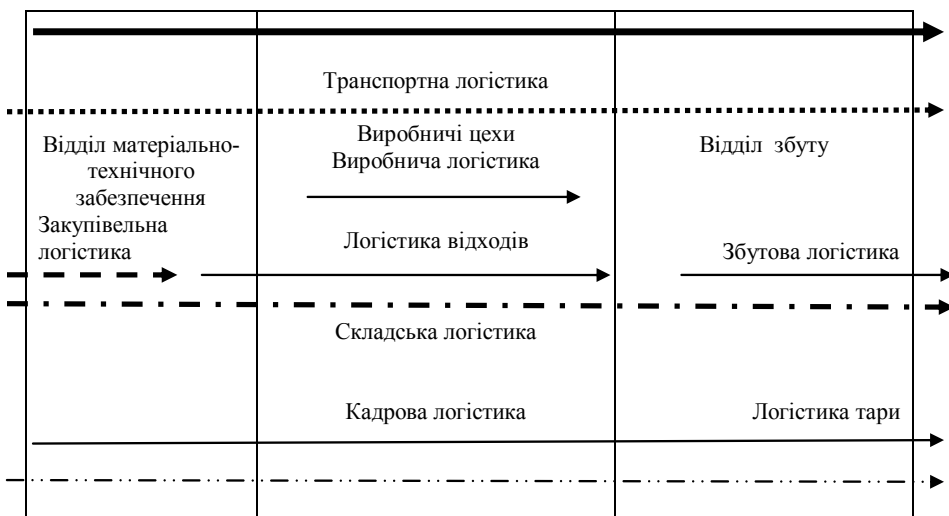 Транспортна логістика
Відділ матеріально-
технічного
забезпечення
Закупівельна
логістика
Виробничі цехи
Виробнича логістика
Логістика відходів
Відділ збуту
Збутова логістика
Складська логістика
Кадрова логістика
Логістика тари